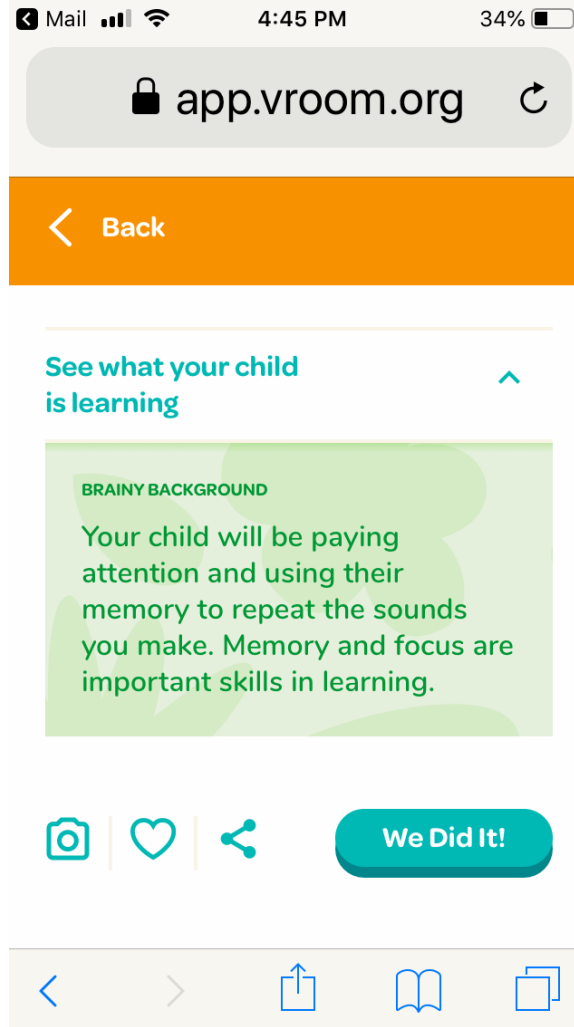 Mail 4:45 PM 34%
app.vroom.org
Back
See what your child
is learning
BRAINY BACKGROUND
Your child will be paying
attention and using their
memory to repeat the sounds
you make. Memory and focus are
important skills in learning.
We Did It!